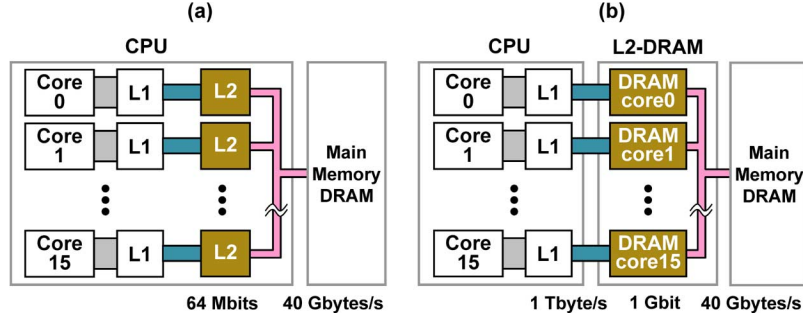 (a)
CPU
Core
0
L1
L2
Core
1
L1
L2
Core
15
L1
L2
Main
Memory
DRAM
64 Mbits
40 Gbytes/s
(b)
CPU
L2-DRAM
Core
0
L1
DRAM
core0
Core
1
L1
DRAM
core1
Core
15
L1
DRAM
core15
Main
Memory
DRAM
1 Tbyte/s
1 Gbit
40 Gbytes/s